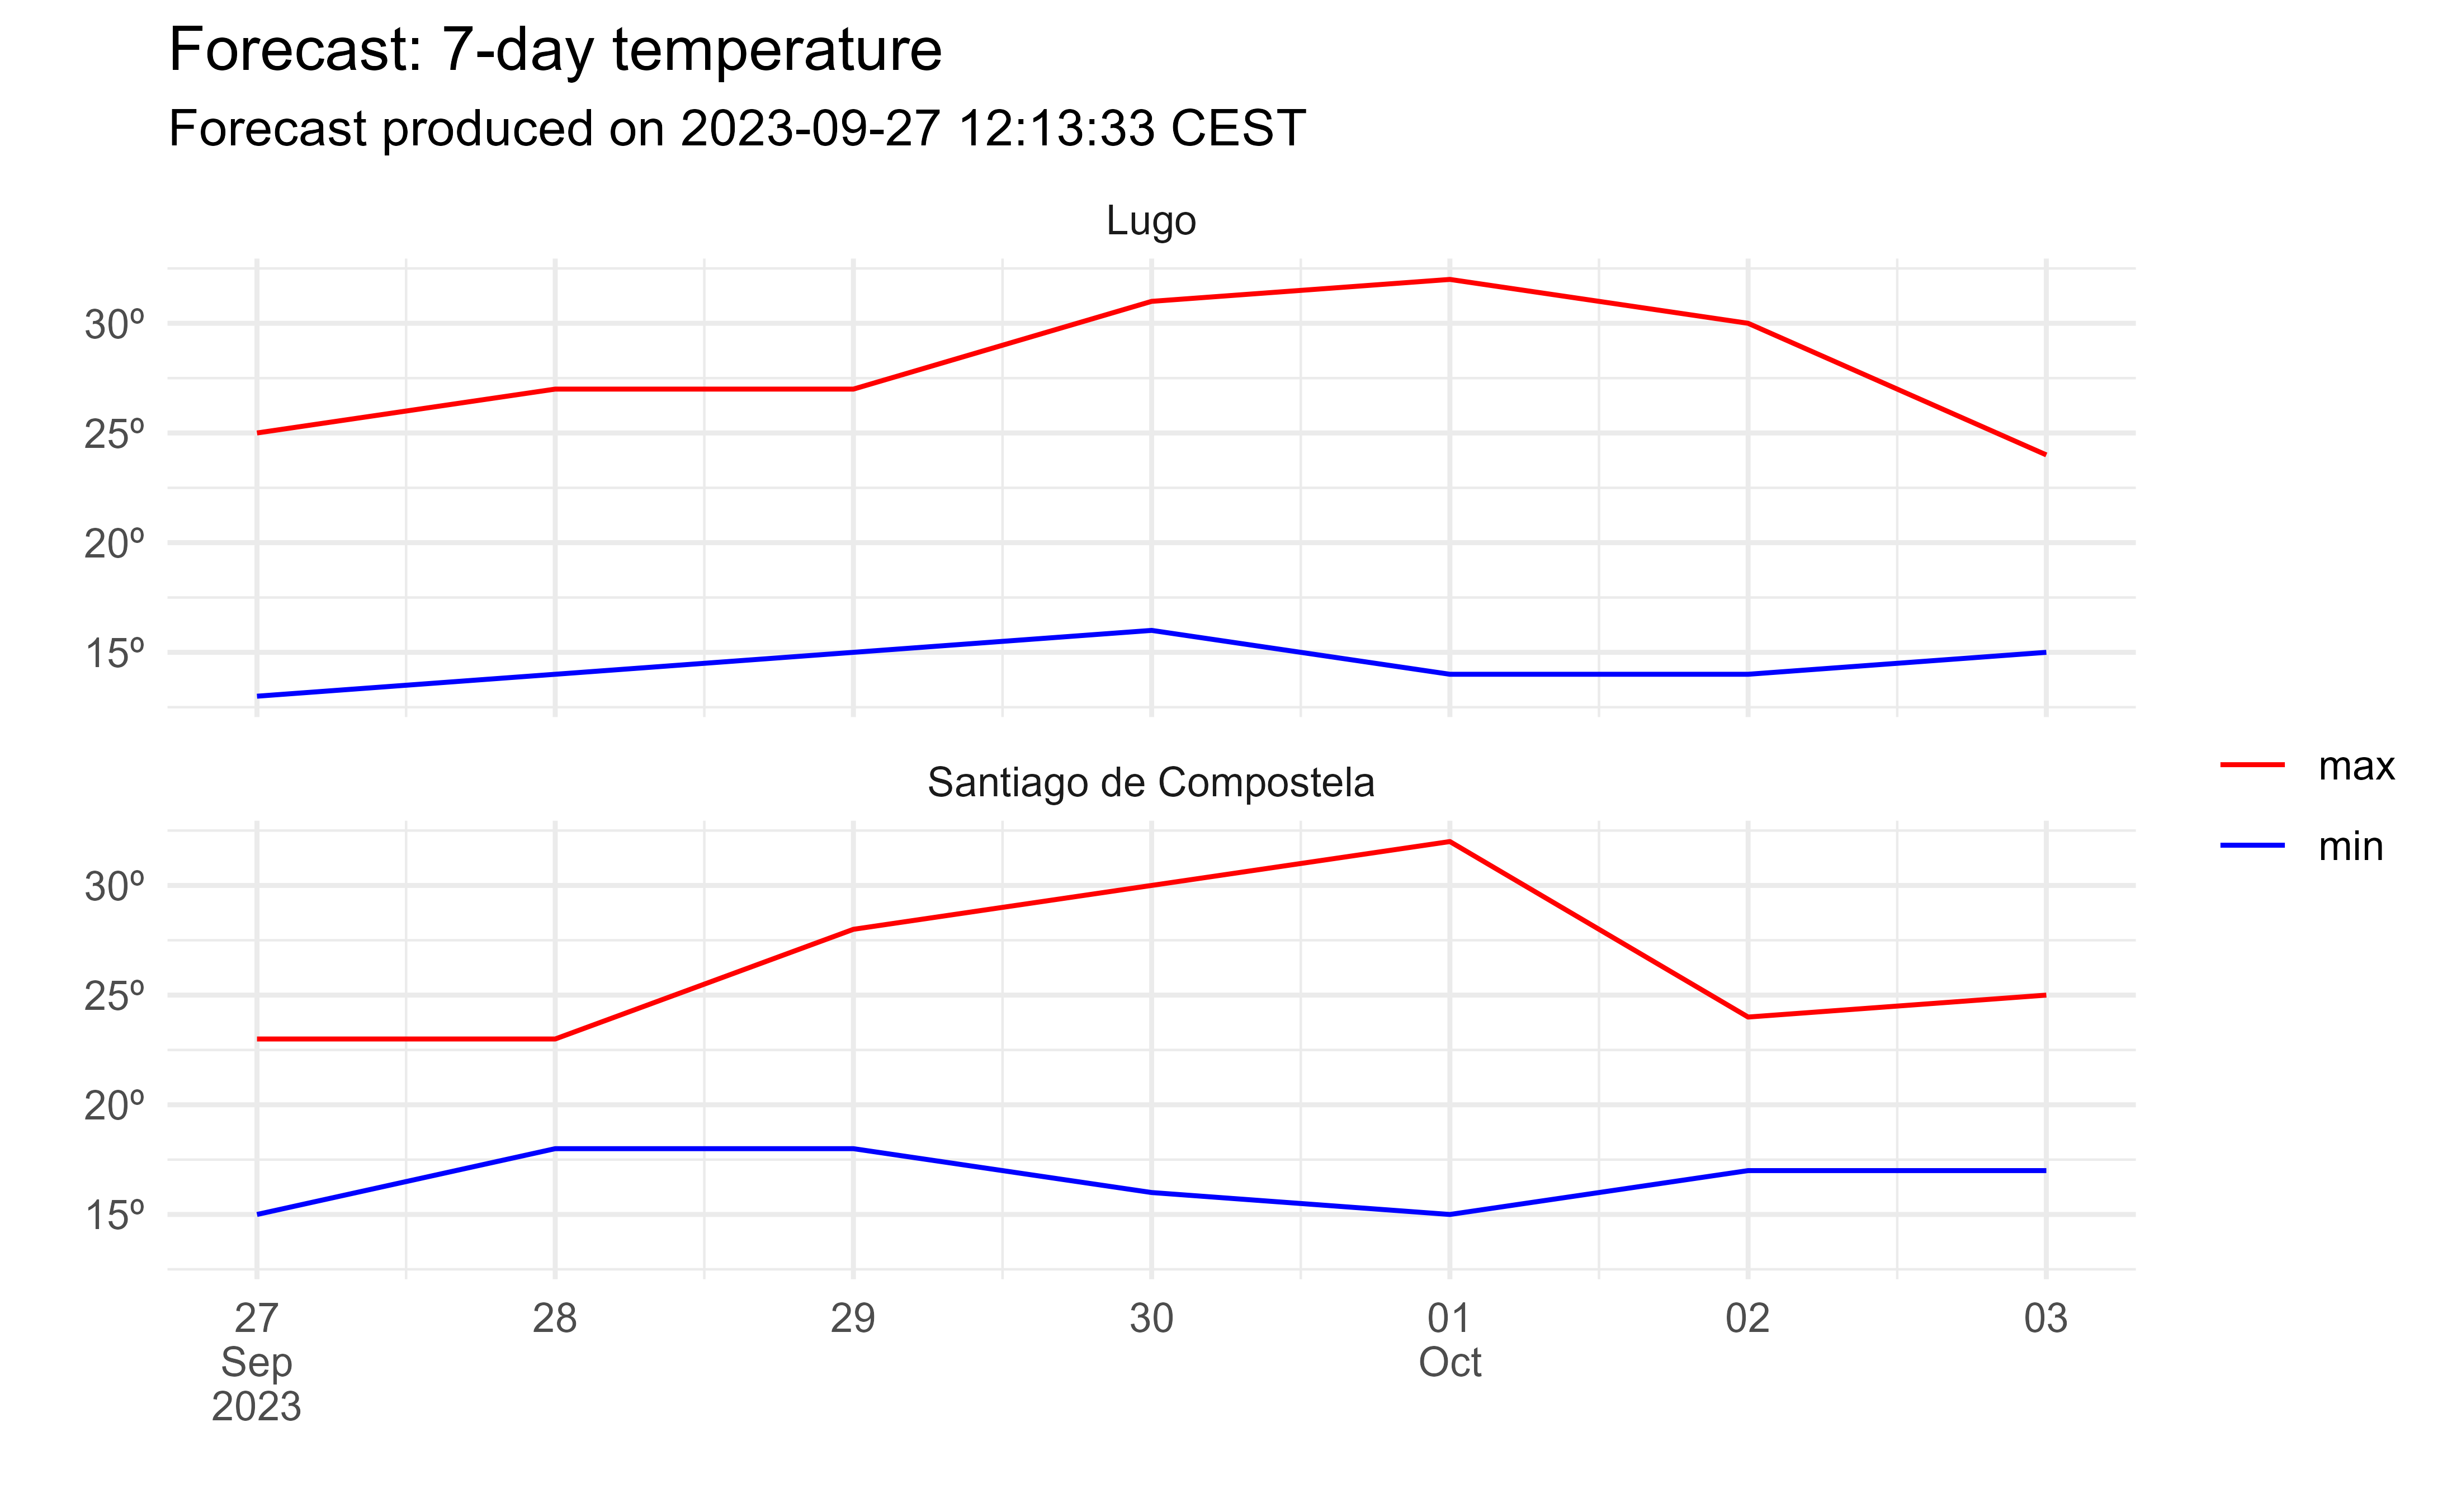 Forecast: 7-day temperature
Forecast produced on 2023-09-27 12:13:33 CEST
Lugo
30º
25º
20º
15º
Santiago de Compostela
30º
25º
20º
15º
27 28 29 30 01 02 03
Sep Oct
2023
max
min